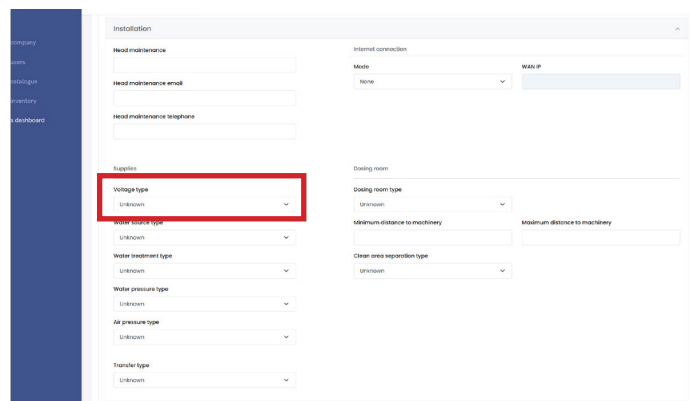 Installation
company
users
catalogue
inventory
s dashboard
Head maintenance
Head maintenance email
Head maintenance telephone
Internet connection
Mode
WAN IP
None
Supplies
Voltage type
Unknown
Water source type
Unknown
Water treatment type
Unknown
Water pressure type
Unknown
Air pressure type
Unknown
Transfer type
Unknown
Dosing room
Dosing room type
Unknown
Minimum distance to machinery
Maximum distance to machinery
Clean area separation type
Unknown